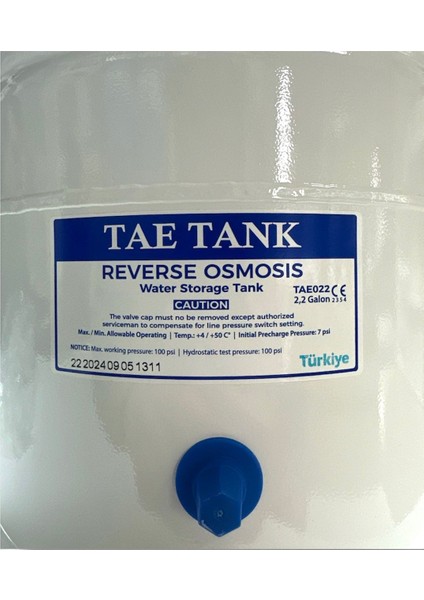 TAE TANK
REVERSE OSMOSIS
Water Storage Tank
TAE022 CE
2,2 Galon 2354
CAUTION
The valve cap must no be removed except authorized
serviceman to compensate for line pressure switch setting.
Max. / Min. Allowable Operating | Temp.: +4 / +50 C° | Initial Precharge Pressure: 7 psi
NOTICE: Max. working pressure: 100 psi | Hydrostatic test pressure: 100 psi
22 2024 09 05 1311
Türkiye